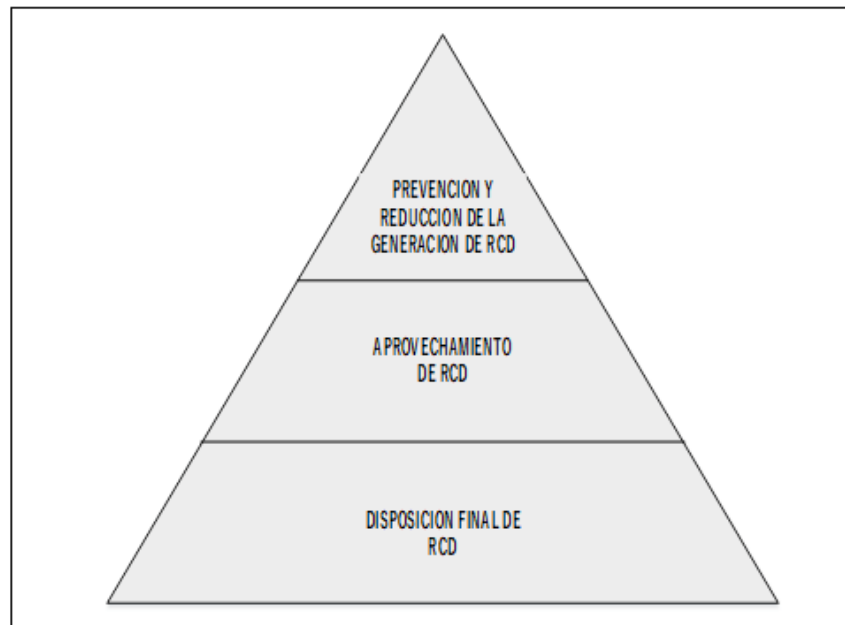 PREVENCION Y
REDUCCION DE LA
GENERACION DE RCD
APROVECHAMIENTO
DE RCD
DISPOSICION FINAL DE
RCD